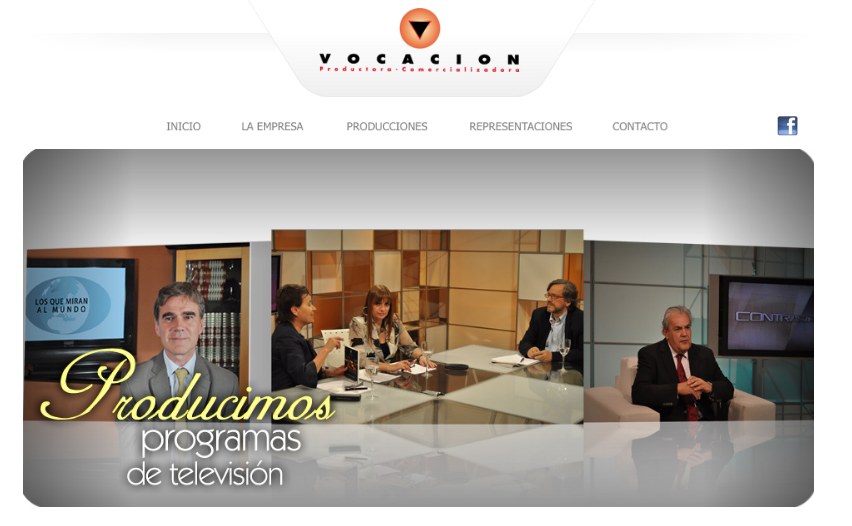 VOCACION
Productora-Comercializadora
INICIO
LA EMPRESA
PRODUCCIONES
REPRESENTACIONES
CONTACTO
f
LOS QUE MIRAN
AL MUNDO
CONTRA
Producimos
programas
de televisión